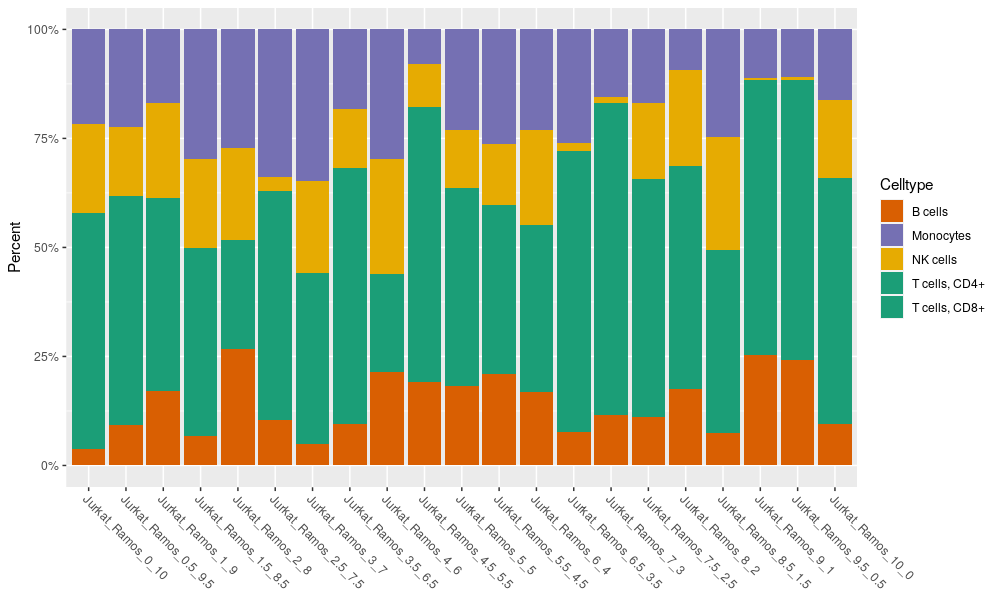 100%
75%
50%
25%
0%
Percent
Jurkat_Ramos_0_10
Jurkat_Ramos_0.5_9.5
Jurkat_Ramos_1_9
Jurkat_Ramos_1.5_8.5
Jurkat_Ramos_2_8
Jurkat_Ramos_2.5_7.5
Jurkat_Ramos_3_7
Jurkat_Ramos_3.5_6.5
Jurkat_Ramos_4_6
Jurkat_Ramos_4.5_5.5
Jurkat_Ramos_5_5
Jurkat_Ramos_5.5_4.5
Jurkat_Ramos_6_4
Jurkat_Ramos_6.5_3.5
Jurkat_Ramos_7_3
Jurkat_Ramos_7.5_2.5
Jurkat_Ramos_8_2
Jurkat_Ramos_8.5_1.5
Jurkat_Ramos_9_1
Jurkat_Ramos_9.5_0.5
Jurkat_Ramos_10_0
Celltype
B cells
Monocytes
NK cells
T cells, CD4+
T cells, CD8+